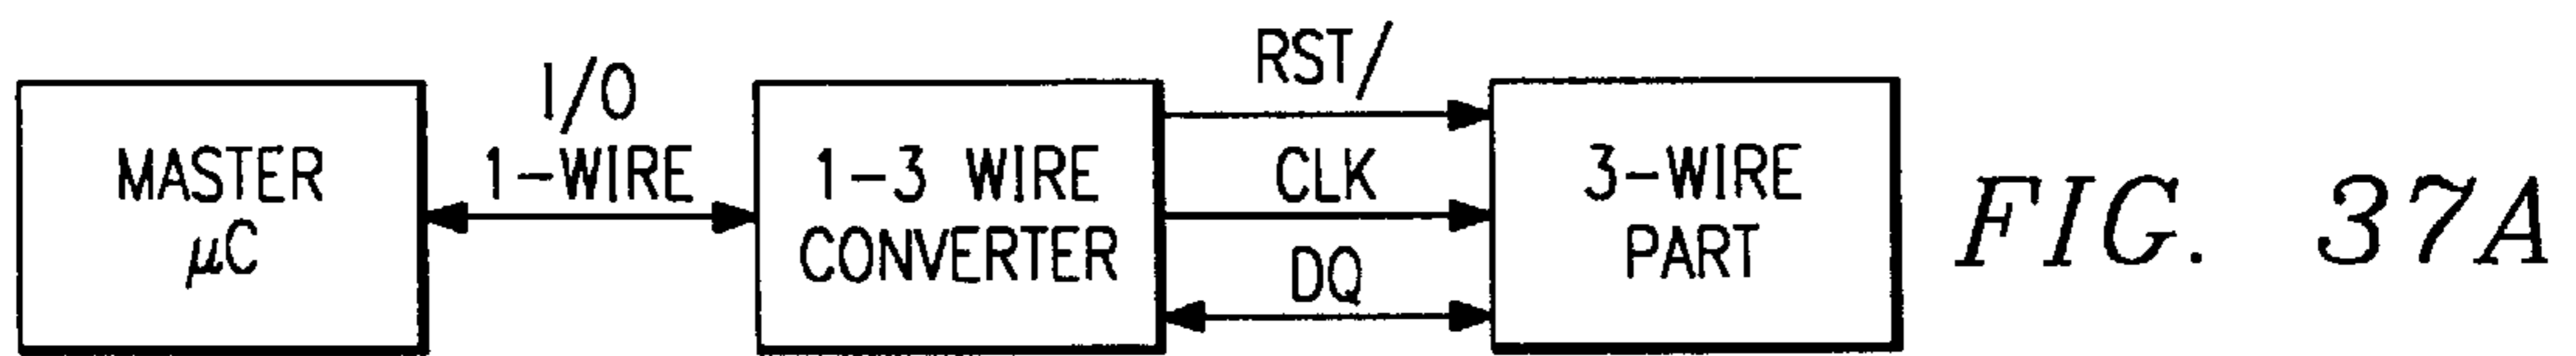 MASTER
μC
I/O
1-WIRE
1-3 WIRE
CONVERTER
RST/
CLK
DQ
3-WIRE
PART
FIG. 37A